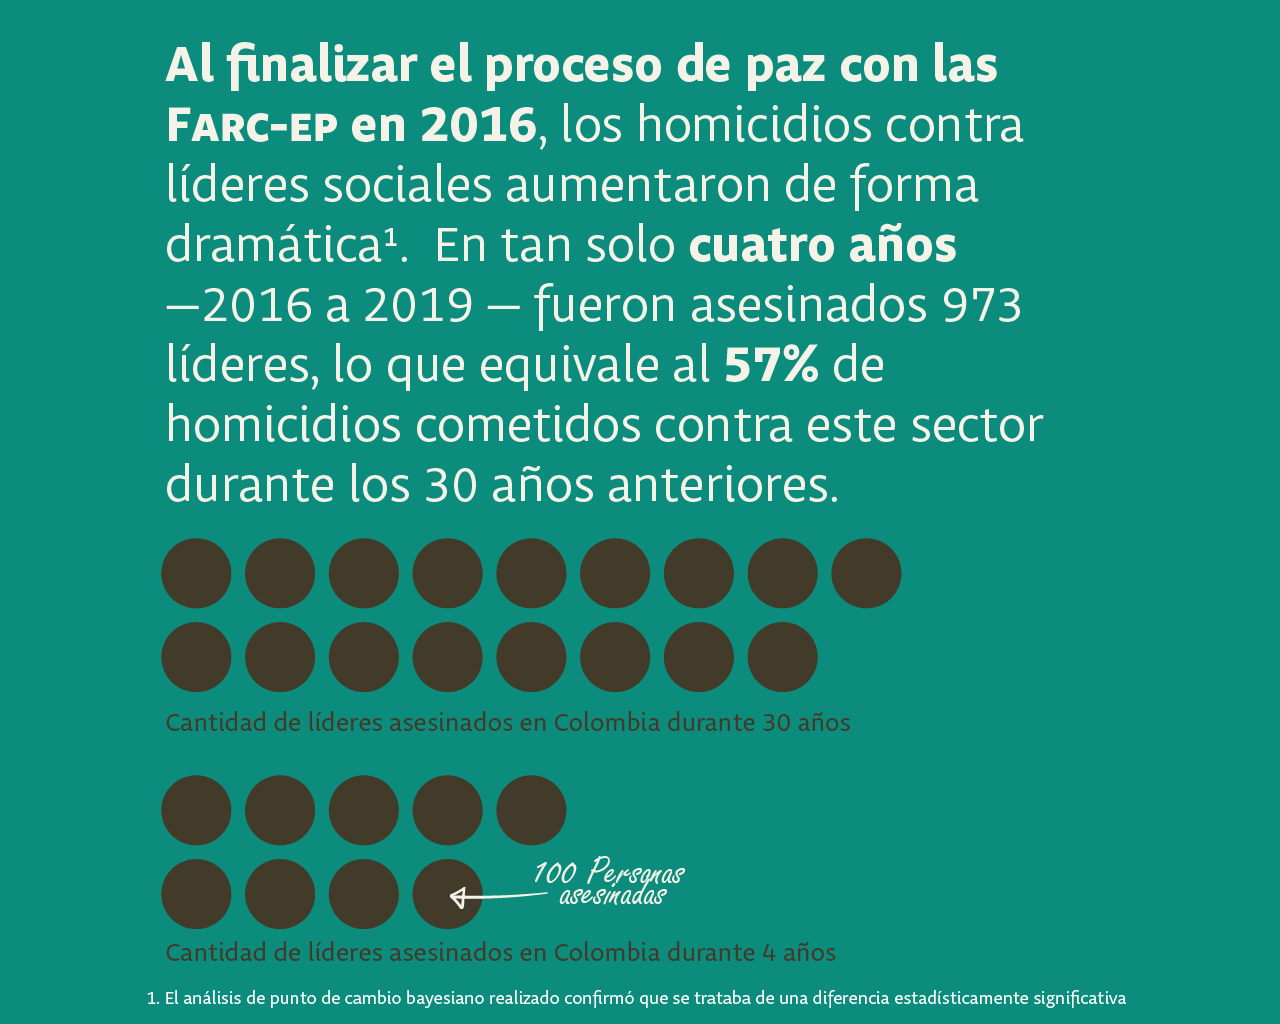 Al finalizar el proceso de paz con las
FARC-EP en 2016, los homicidios contra
líderes sociales aumentaron de forma
dramática¹. En tan solo cuatro años
—2016 a 2019 — fueron asesinados 973
líderes, lo que equivale al 57% de
homicidios cometidos contra este sector
durante los 30 años anteriores.
Cantidad de líderes asesinados en Colombia durante 30 años
100 Personas
asesinadas
Cantidad de líderes asesinados en Colombia durante 4 años
1. El análisis de punto de cambio bayesiano realizado confirmó que se trataba de una diferencia estadísticamente significativa